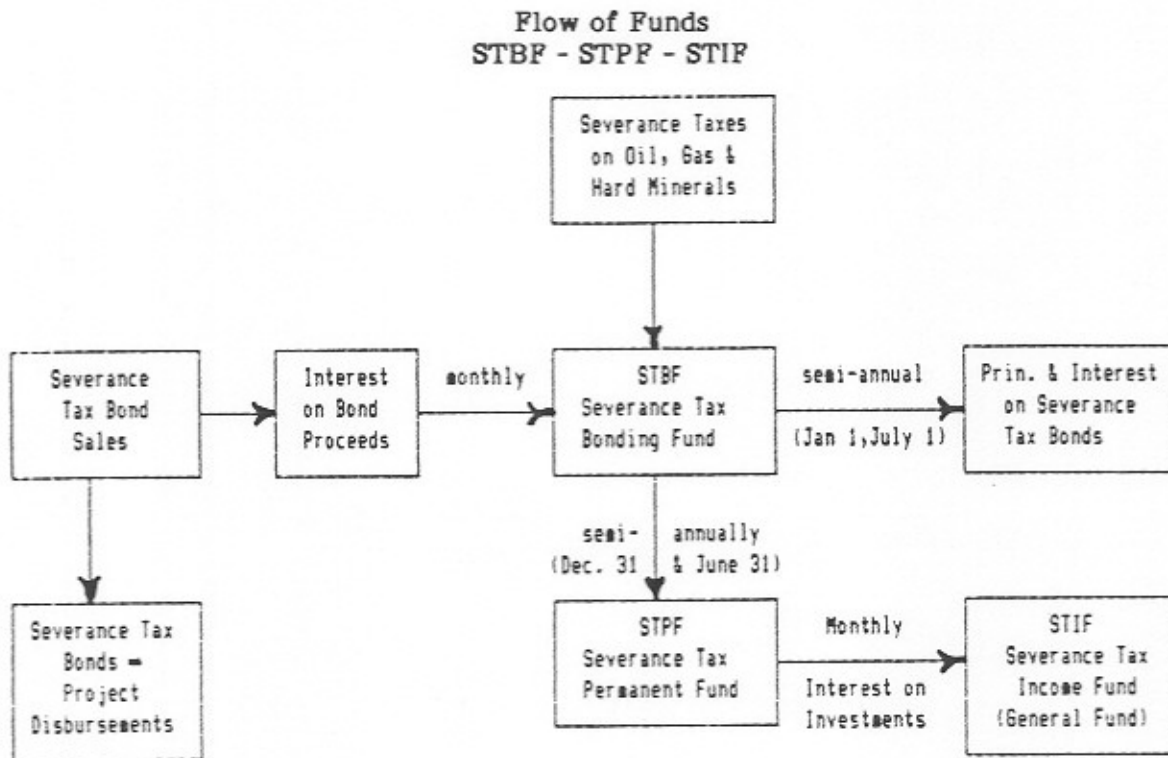 Flow of Funds
STBF - STPF - STIF
Severance Taxes
on Oil, Gas &
Hard Minerals
Severance
Tax Bond
Sales
Interest
on Bond
Proceeds
monthly
STBF
Severance Tax
Bonding Fund
semi-annual
(Jan 1,July 1)
Prin. & Interest
on Severance
Tax Bonds
semi- annually
(Dec. 31 & June 31)
Severance Tax
Bonds -
Project
Disbursements
STPF
Severance Tax
Permanent Fund
Monthly
Interest on
Investments
STIF
Severance Tax
Income Fund
(General Fund)